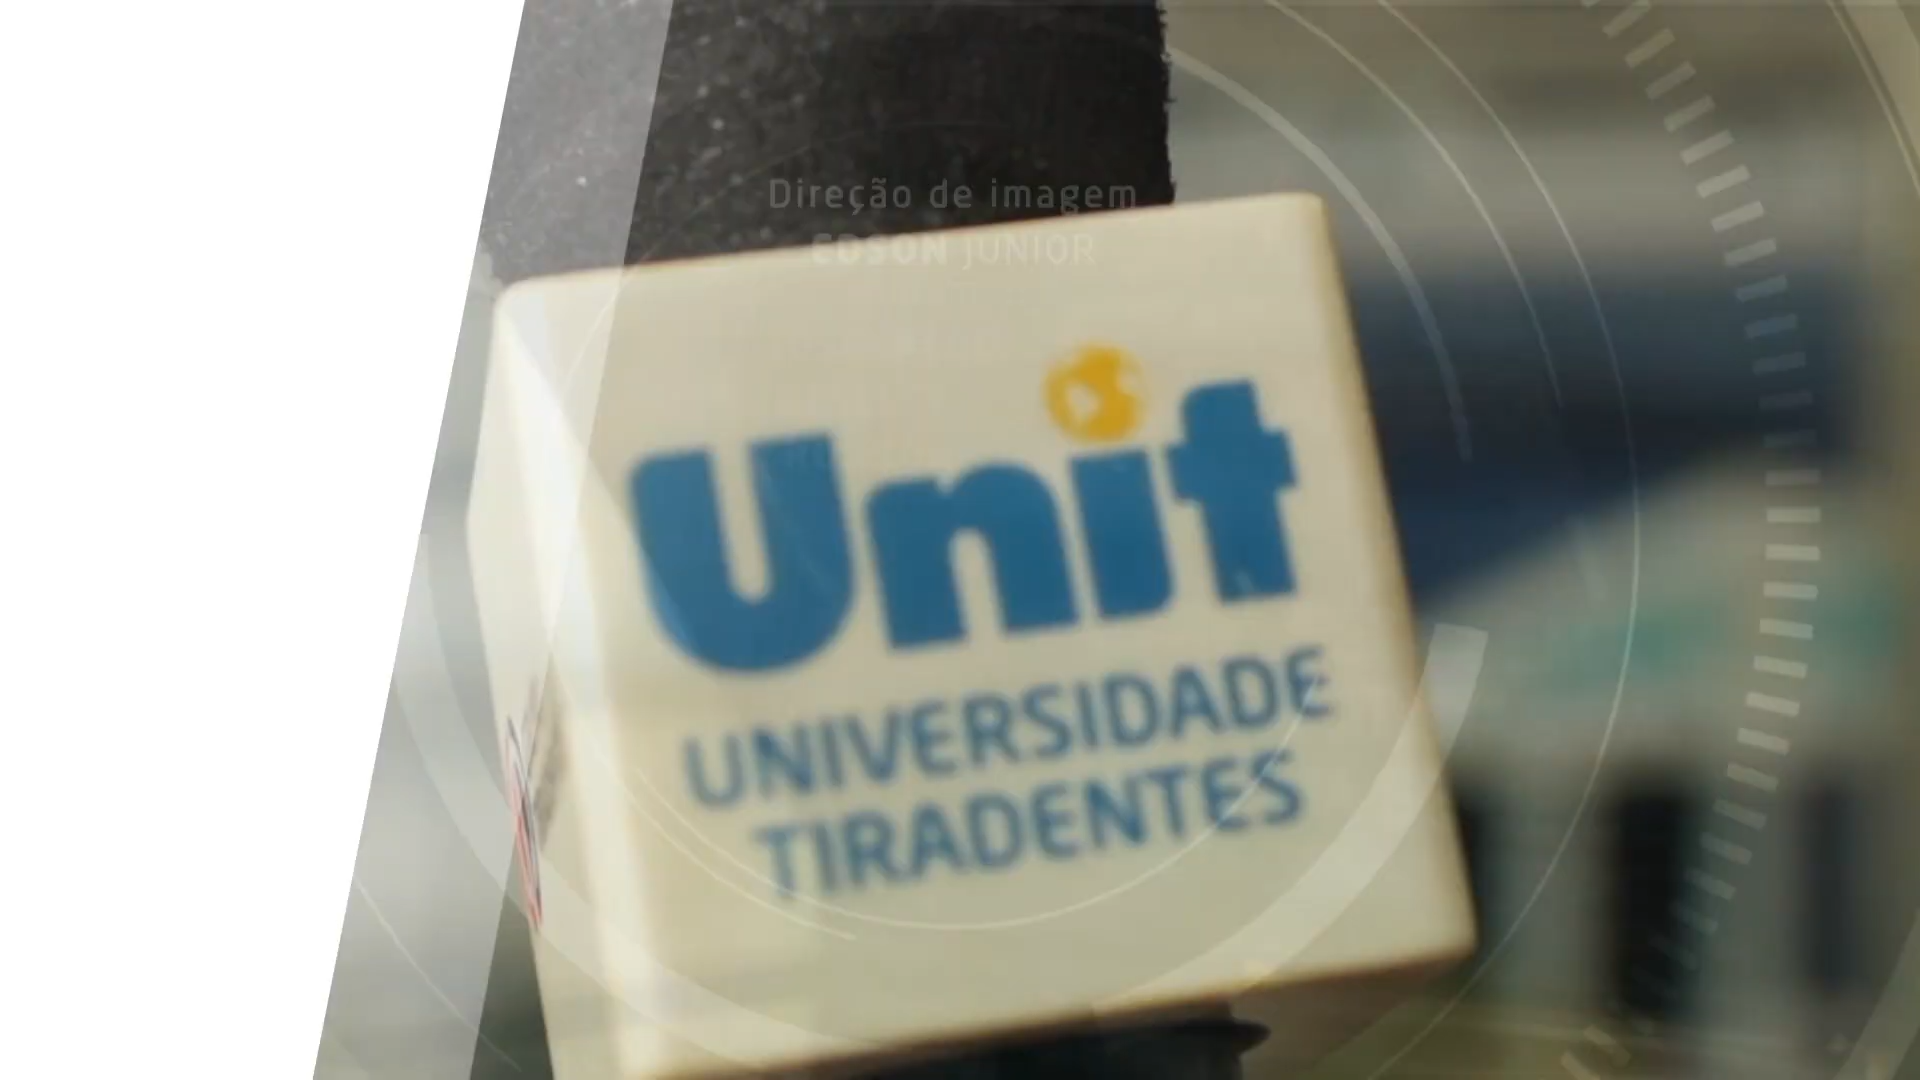 Direção de imagem
EDSON JUNIOR
Unit
UNIVERSIDADE
TIRADENTES